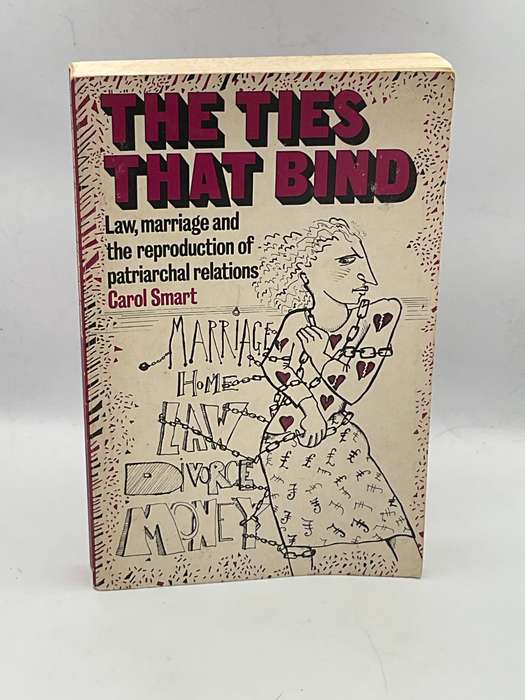 THE TIES
THAT BIND
Law, marriage and
the reproduction of
patriarchal relations
Carol Smart
MARRIAGE
HOME
LAW
DIVORCE
MONEY